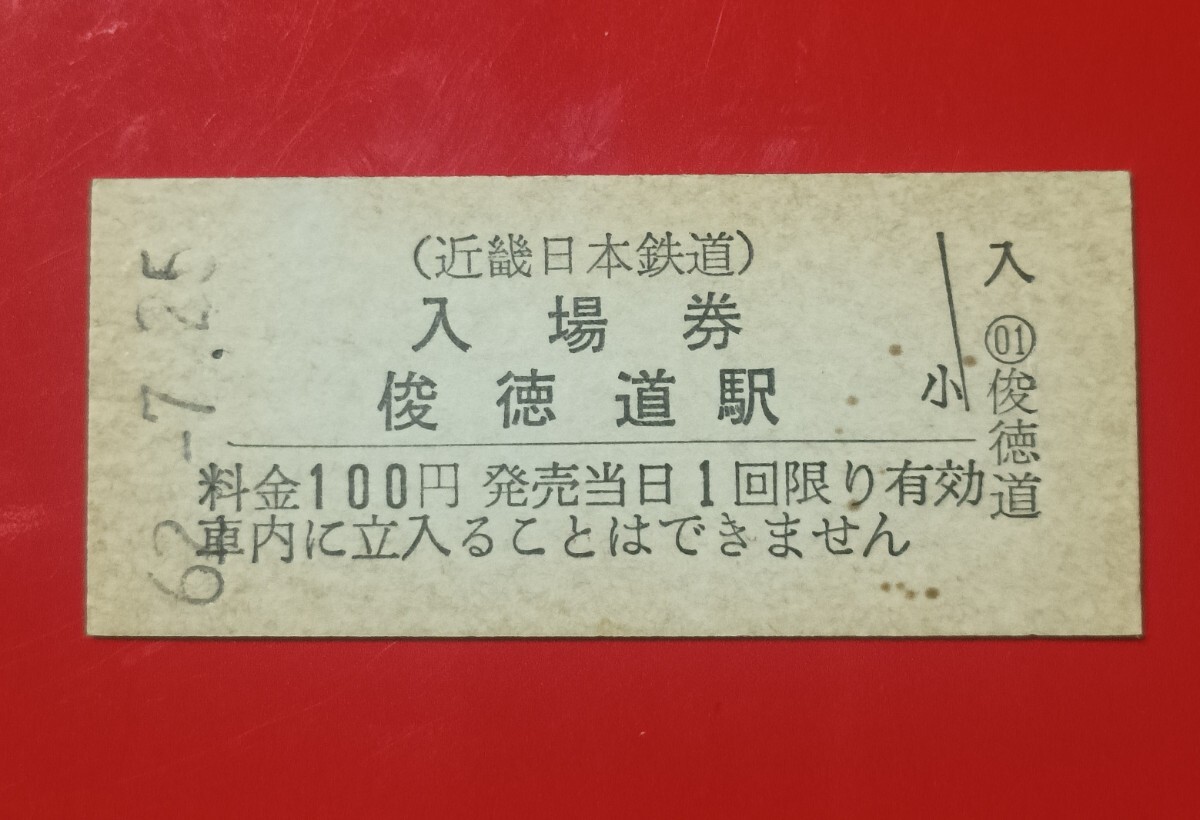 (近畿日本鉄道)
入場券
俊徳道駅
小
料金100円 発売当日1回限り有効
車内に立入ることはできません
入 ㊀俊徳道
62.-7.25